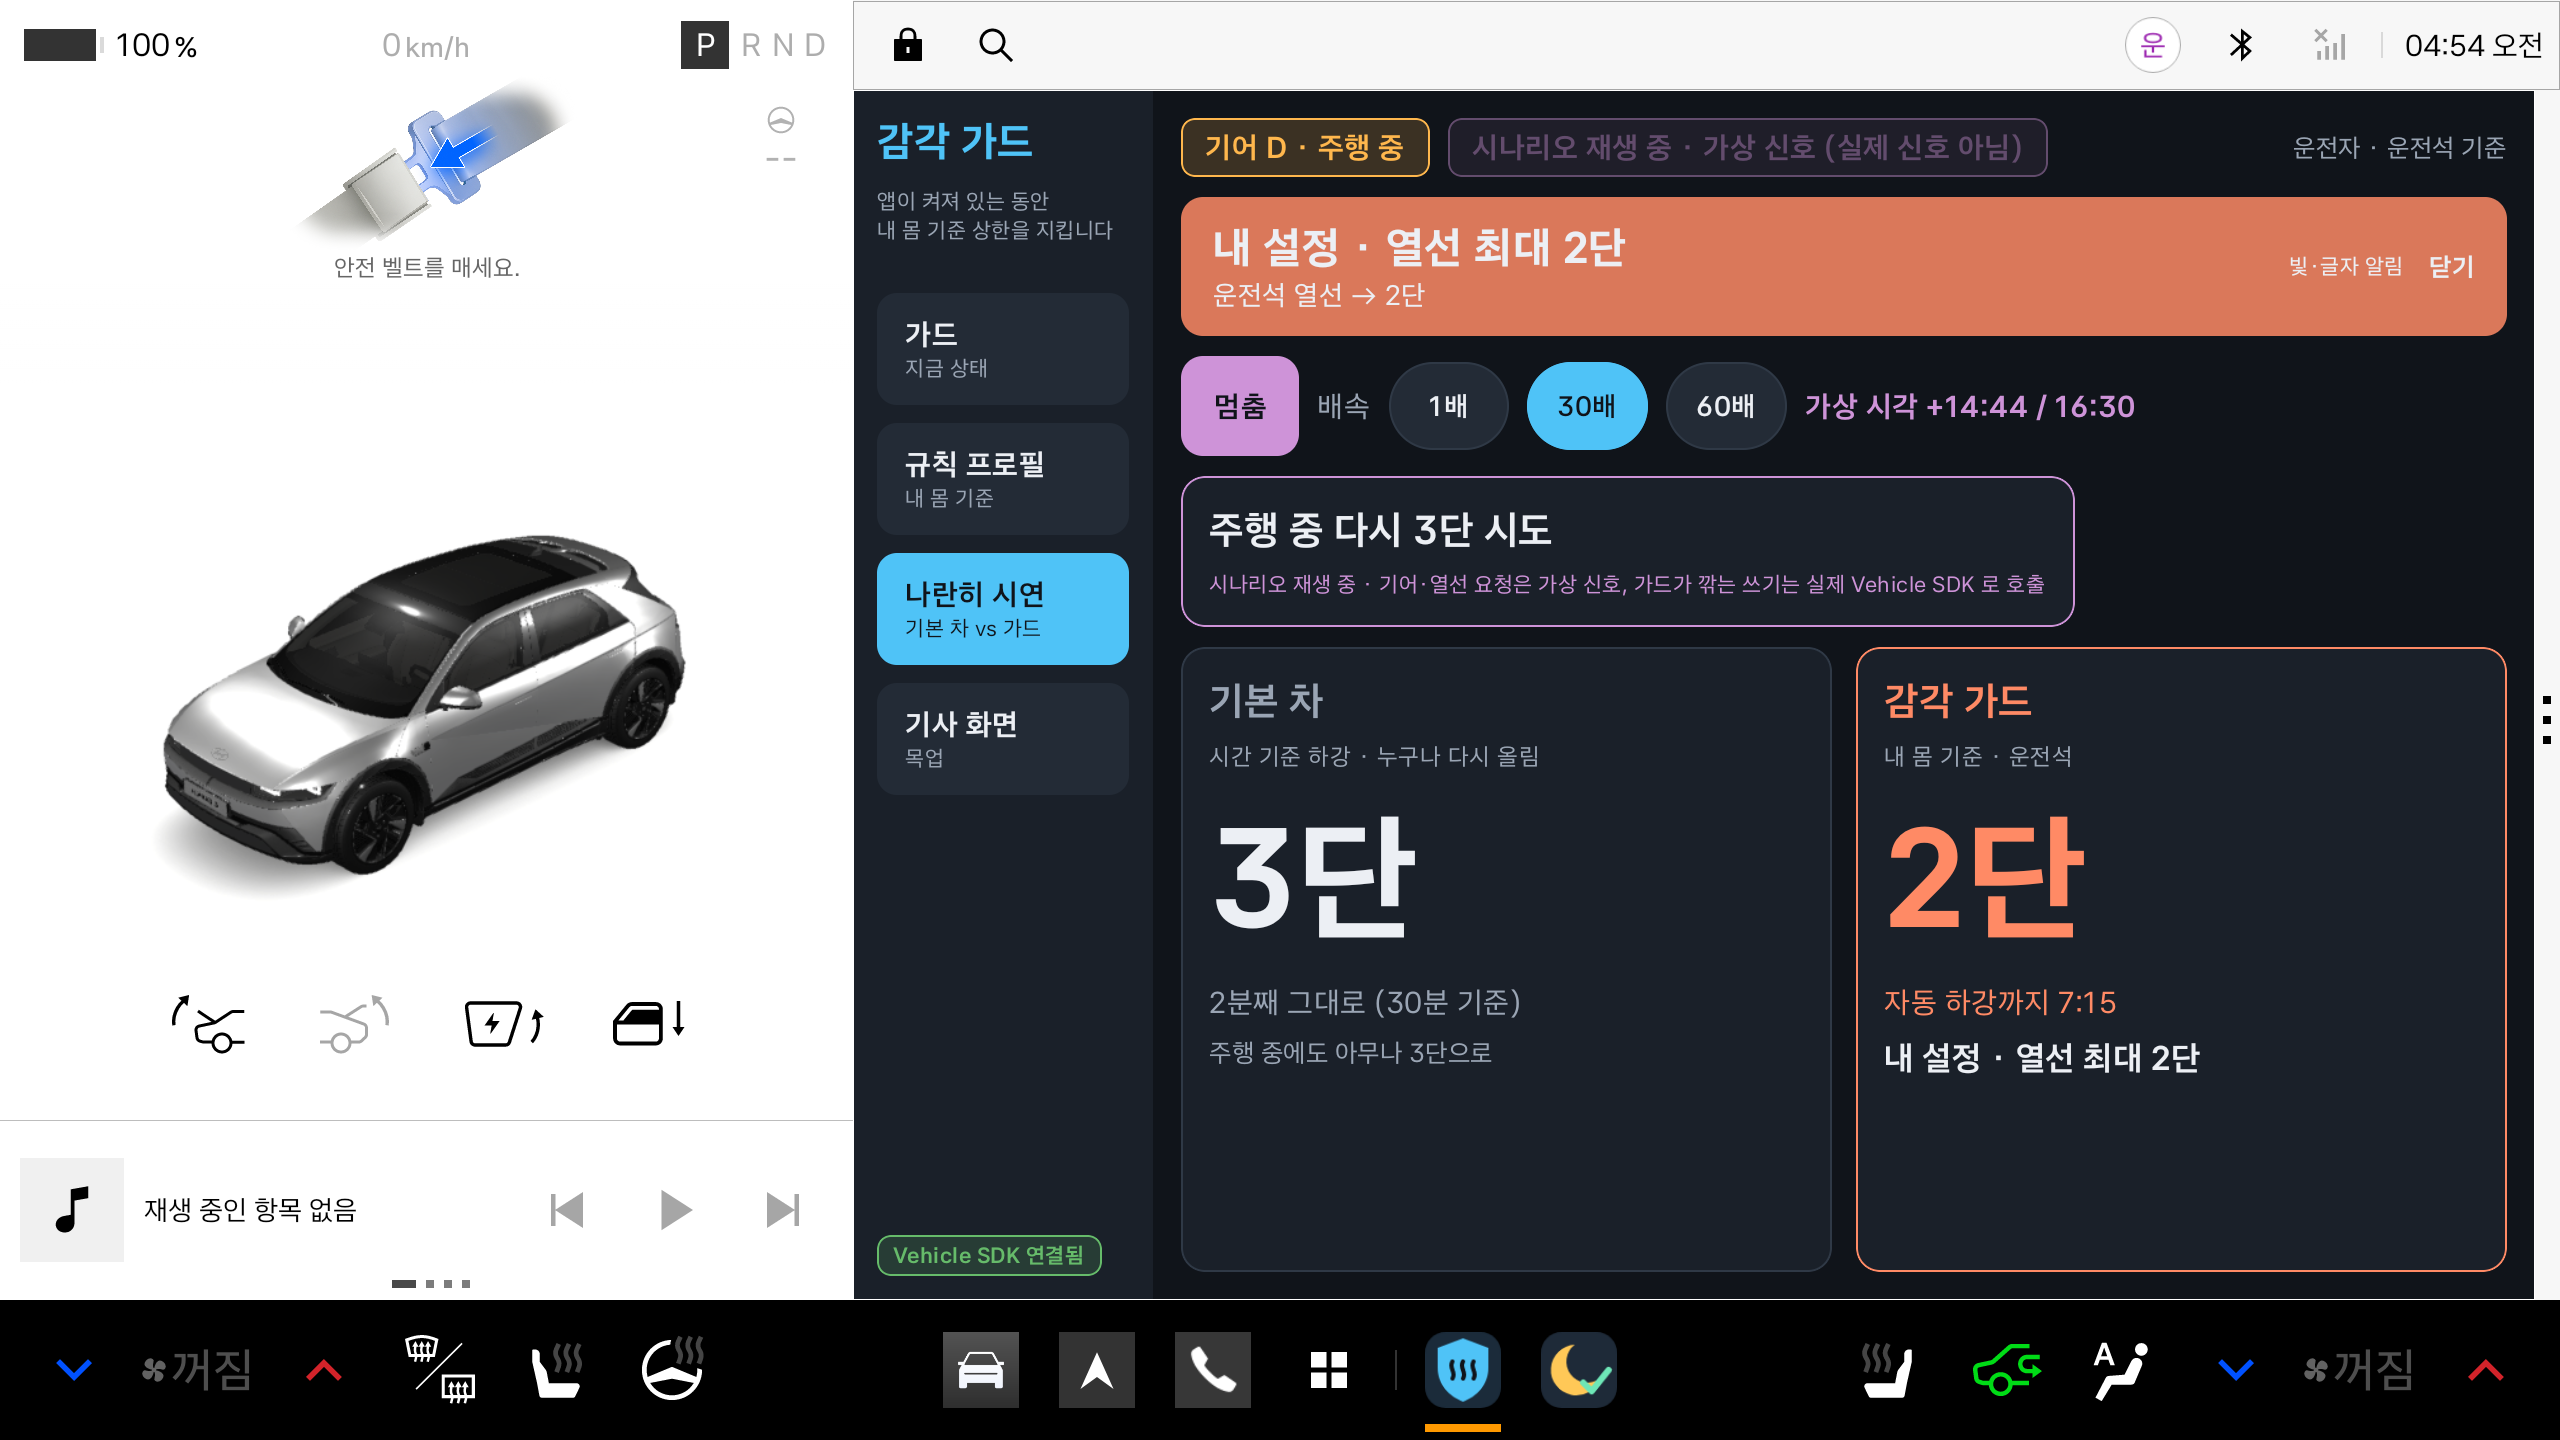 100%
0 km/h
P R N D
--
안전 벨트를 매세요.
재생 중인 항목 없음
운
04:54 오전
감각 가드
앱이 켜져 있는 동안
내 몸 기준 상한을 지킵니다
가드
지금 상태
규칙 프로필
내 몸 기준
나란히 시연
기본 차 vs 가드
기사 화면
목업
Vehicle SDK 연결됨
기어 D · 주행 중
시나리오 재생 중 · 가상 신호 (실제 신호 아님)
운전자 · 운전석 기준
내 설정 · 열선 최대 2단
운전석 열선 → 2단
빛·글자 알림
닫기
멈춤
배속
1배
30배
60배
가상 시각 +14:44 / 16:30
주행 중 다시 3단 시도
시나리오 재생 중 · 기어·열선 요청은 가상 신호, 가드가 깎는 쓰기는 실제 Vehicle SDK 로 호출
기본 차
시간 기준 하강 · 누구나 다시 올림
3단
2분째 그대로 (30분 기준)
주행 중에도 아무나 3단으로
감각 가드
내 몸 기준 · 운전석
2단
자동 하강까지 7:15
내 설정 · 열선 최대 2단
꺼짐
A
꺼짐